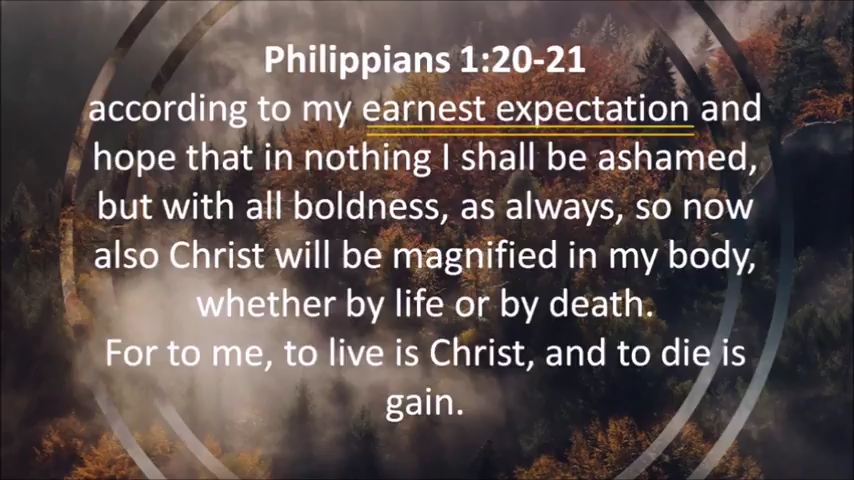 Philippians 1:20-21
according to my earnest expectation and
hope that in nothing I shall be ashamed,
but with all boldness, as always, so now
also Christ will be magnified in my body,
whether by life or by death.
For to me, to live is Christ, and to die is
gain.